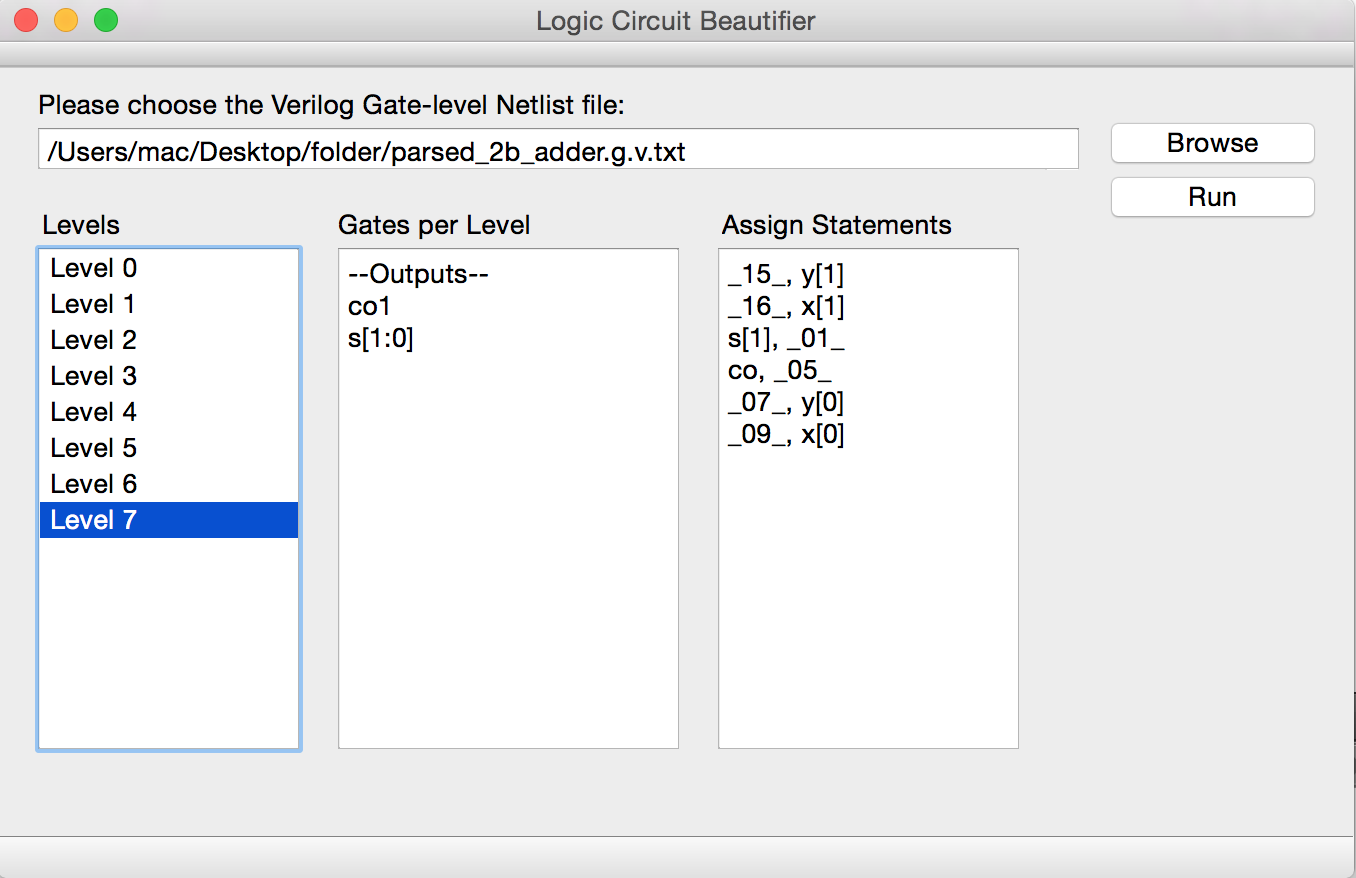 Logic Circuit Beautifier
Please choose the Verilog Gate-level Netlist file:
/Users/mac/Desktop/folder/parsed_2b_adder.g.v.txt
Browse
Run
Levels
Level 0
Level 1
Level 2
Level 3
Level 4
Level 5
Level 6
Level 7
Gates per Level
--Outputs--
co1
s[1:0]
Assign Statements
_15_, y[1]
_16_, x[1]
s[1], _01_
co, _05_
_07_, y[0]
_09_, x[0]